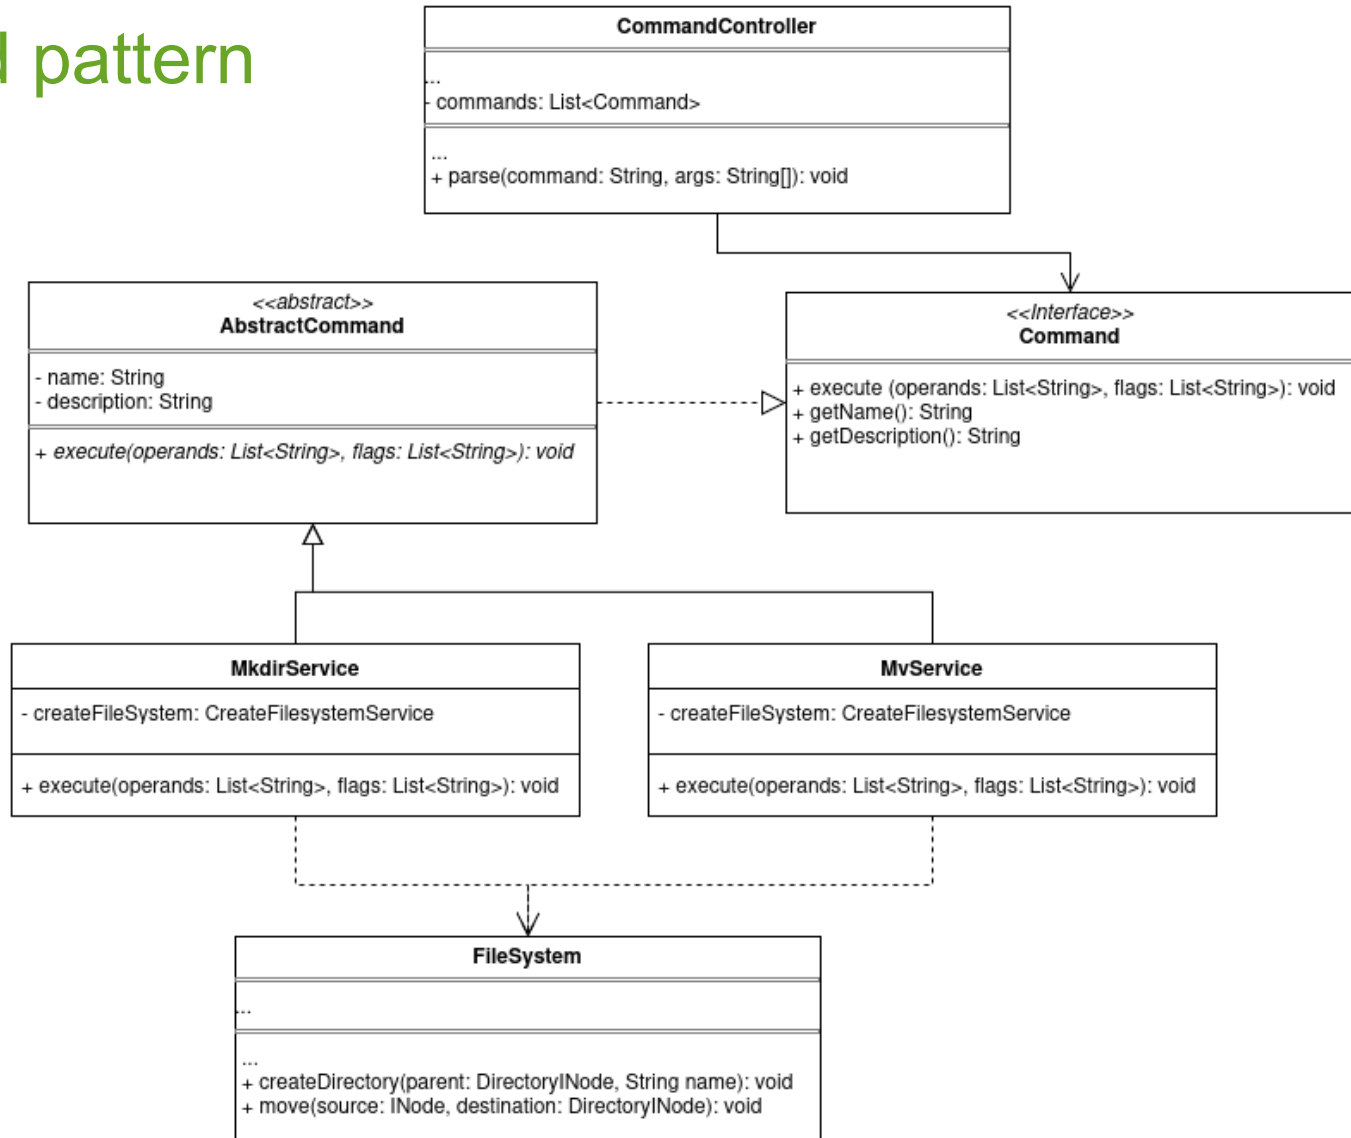 d pattern
CommandController
...
- commands: List<Command>
...
+ parse(command: String, args: String[]): void
<<abstract>>
AbstractCommand
- name: String
- description: String
+ execute(operands: List<String>, flags: List<String>): void
<<Interface>>
Command
+ execute (operands: List<String>, flags: List<String>): void
+ getName(): String
+ getDescription(): String
MkdirService
- createFileSystem: CreateFilesystemService
+ execute(operands: List<String>, flags: List<String>): void
MvService
- createFileSystem: CreateFilesystemService
+ execute(operands: List<String>, flags: List<String>): void
FileSystem
...
...
+ createDirectory(parent: DirectoryINode, String name): void
+ move(source: INode, destination: DirectoryINode): void